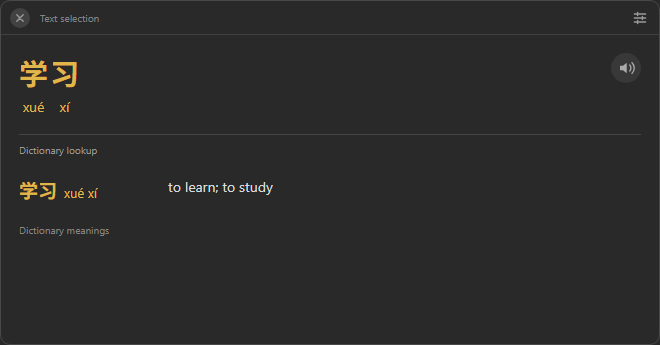 Text selection
学习
xué xí
Dictionary lookup
学习 xué xí to learn; to study
Dictionary meanings